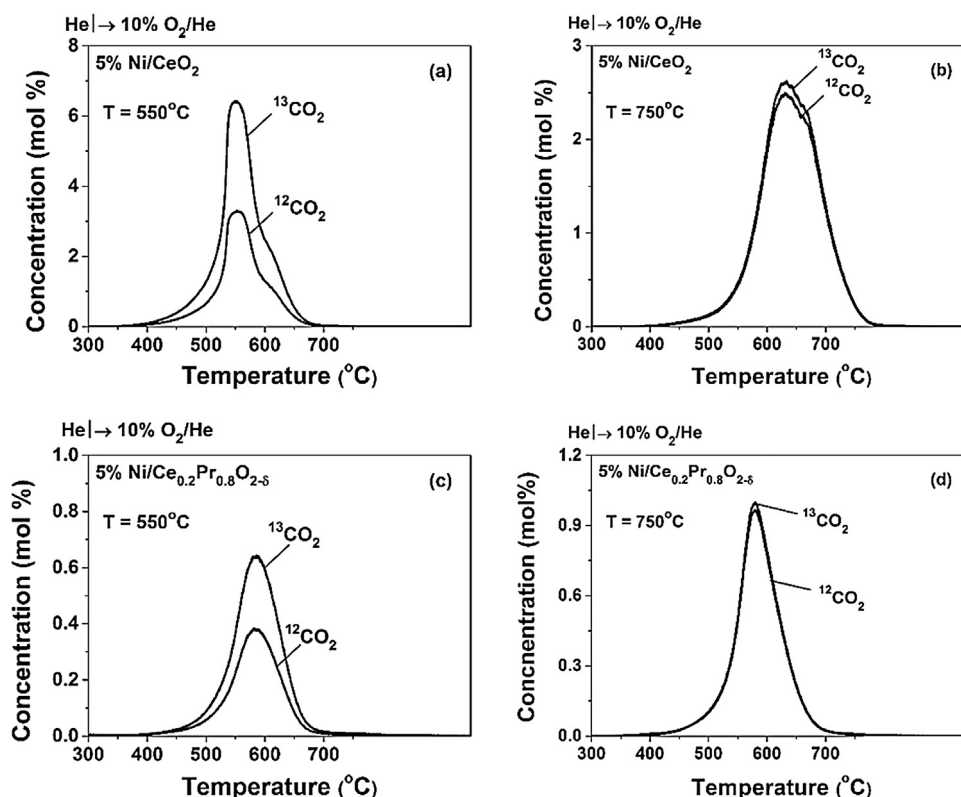 He|→ 10% O₂/He
5% Ni/CeO₂
(a)
T = 550°C
¹³CO₂
¹²CO₂
Concentration (mol %)
8
6
4
2
0
300 400 500 600 700
Temperature (°C)
He|→ 10% O₂/He
5% Ni/CeO₂
(b)
T = 750°C
¹³CO₂
¹²CO₂
Concentration (mol %)
3
2
1
0
300 400 500 600 700
Temperature (°C)
He|→ 10% O₂/He
5% Ni/Ce₀.₂Pr₀.₈O₂₋δ
(c)
T = 550°C
¹³CO₂
¹²CO₂
Concentration (mol %)
1.0
0.8
0.6
0.4
0.2
0.0
300 400 500 600 700
Temperature (°C)
He|→ 10% O₂/He
5% Ni/Ce₀.₂Pr₀.₈O₂₋δ
(d)
T = 750°C
¹³CO₂
¹²CO₂
Concnentration (mol%)
1.2
0.9
0.6
0.3
0.0
300 400 500 600 700
Temperature (°C)